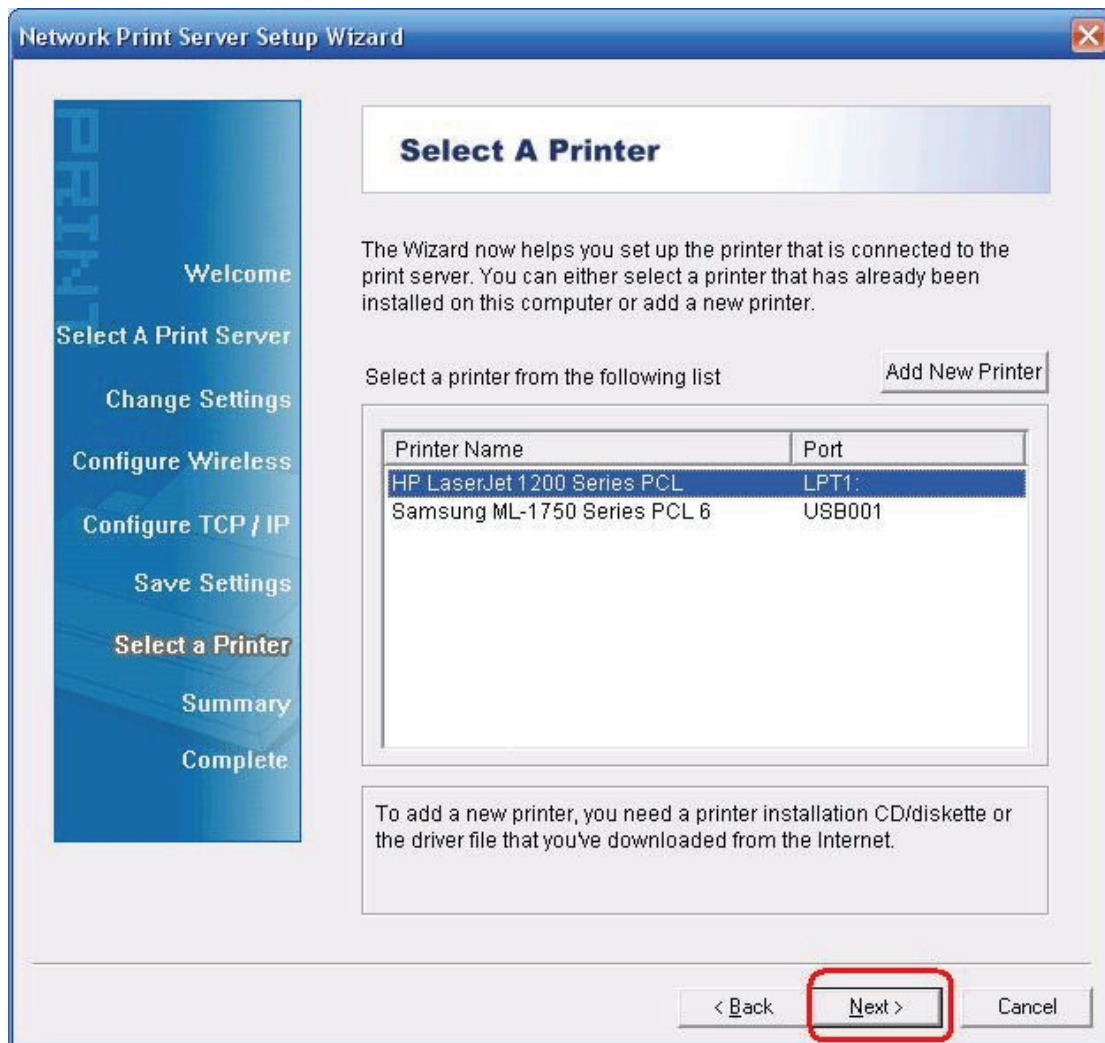 Network Print Server Setup Wizard
PRINT
Welcome
Select A Print Server
Change Settings
Configure Wireless
Configure TCP / IP
Save Settings
Select a Printer
Summary
Complete
Select A Printer
The Wizard now helps you set up the printer that is connected to the
print server. You can either select a printer that has already been
installed on this computer or add a new printer.
Select a printer from the following list
Add New Printer
Printer Name Port
HP LaserJet 1200 Series PCL LPT1:
Samsung ML-1750 Series PCL 6 USB001
To add a new printer, you need a printer installation CD/diskette or
the driver file that you've downloaded from the Internet.
< Back Next > Cancel